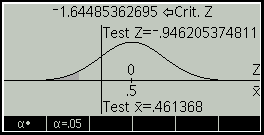 -1.64485362695 ⇦Crit. Z
Test Z=-.946205374811
0 Z
.5 x̄
Test x̄=.461368
α• α=.05